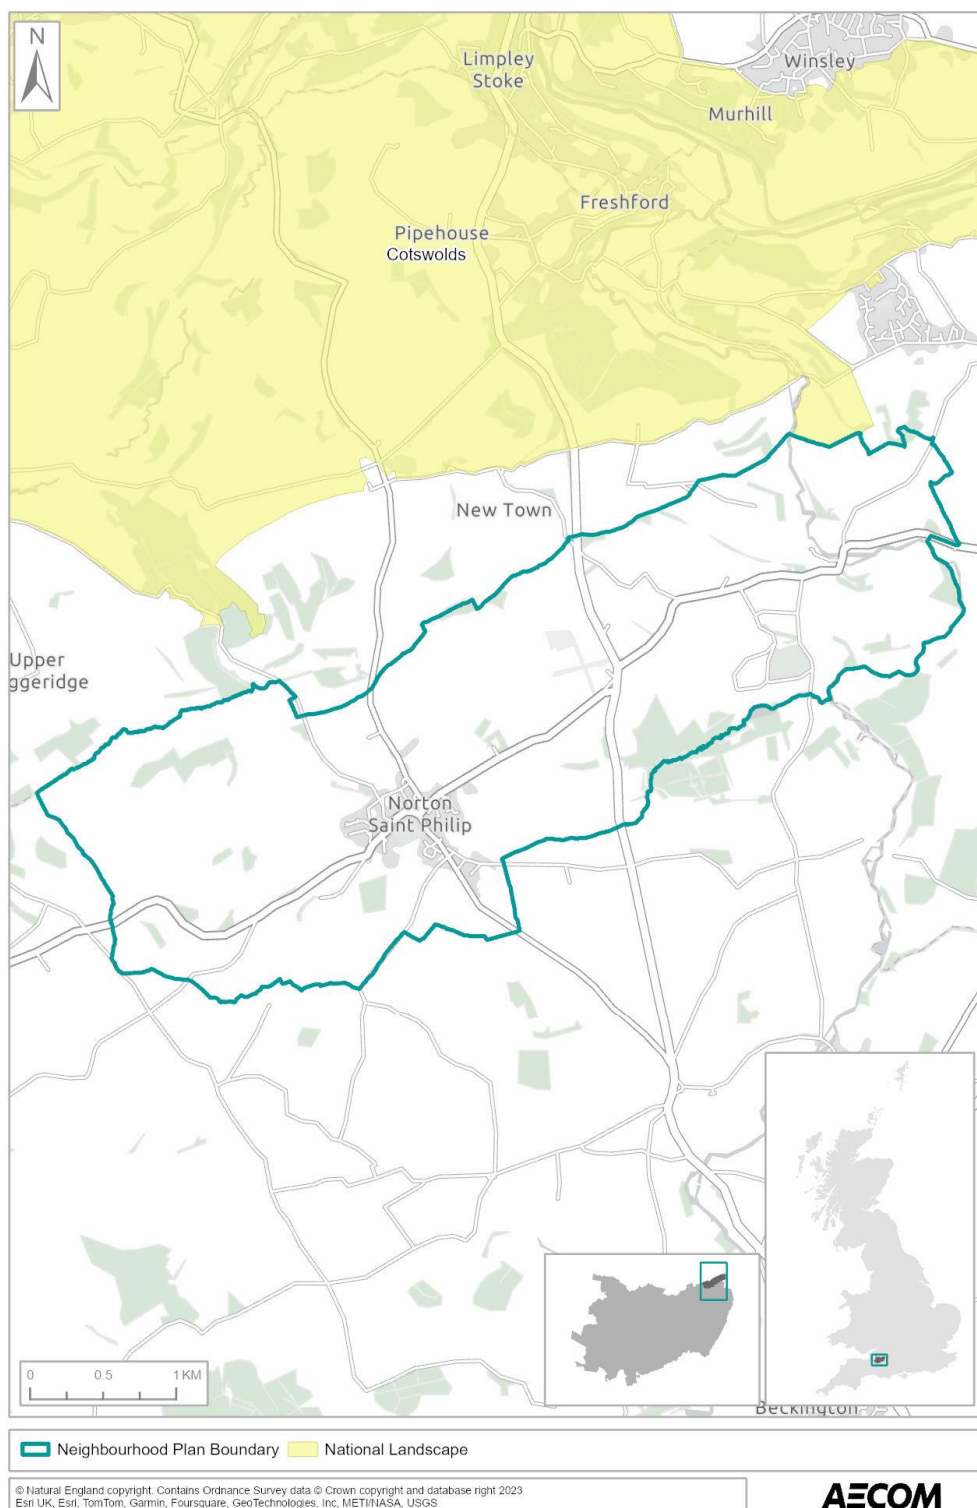 N
Limpley
Stoke
Winsley
Murhill
Freshford
Pipehouse
Cotswolds
New Town
Upper
ggeridge
Norton
Saint Philip
Beckington
0 0.5 1 KM
Neighbourhood Plan Boundary National Landscape
© Natural England copyright. Contains Ordnance Survey data © Crown copyright and database right 2023
Esri UK, Esri, TomTom, Garmin, Foursquare, GeoTechnologies, Inc, METI/NASA, USGS
AECOM